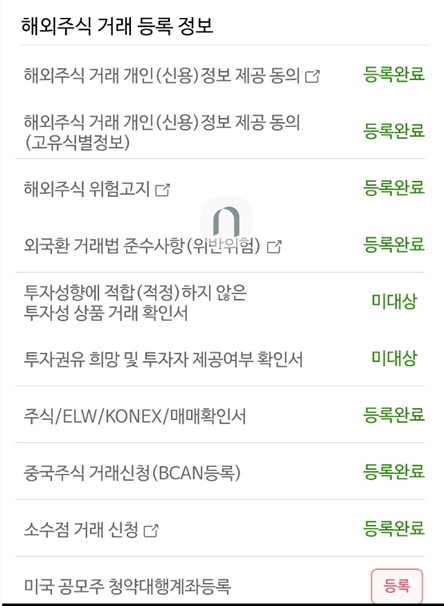 해외주식 거래 등록 정보
해외주식 거래 개인(신용)정보 제공 동의 등록완료
해외주식 거래 개인(신용)정보 제공 동의
(고유식별정보) 등록완료
해외주식 위험고지 등록완료
외국환 거래법 준수사항(위반위험) 등록완료
투자성향에 적합(적정)하지 않은
투자성 상품 거래 확인서 미대상
투자권유 희망 및 투자자 제공여부 확인서 미대상
주식/ELW/KONEX/매매확인서 등록완료
중국주식 거래신청(BCAN등록) 등록완료
소수점 거래 신청 등록완료
미국 공모주 청약대행계좌등록 등록